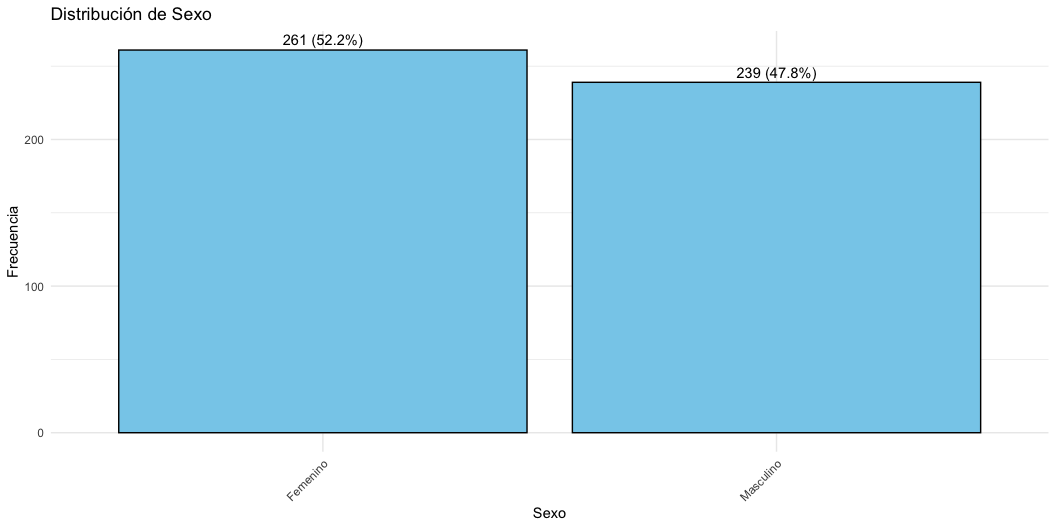 Distribución de Sexo
261 (52.2%)
239 (47.8%)
200
100
0
Frecuencia
Femenino
Masculino
Sexo